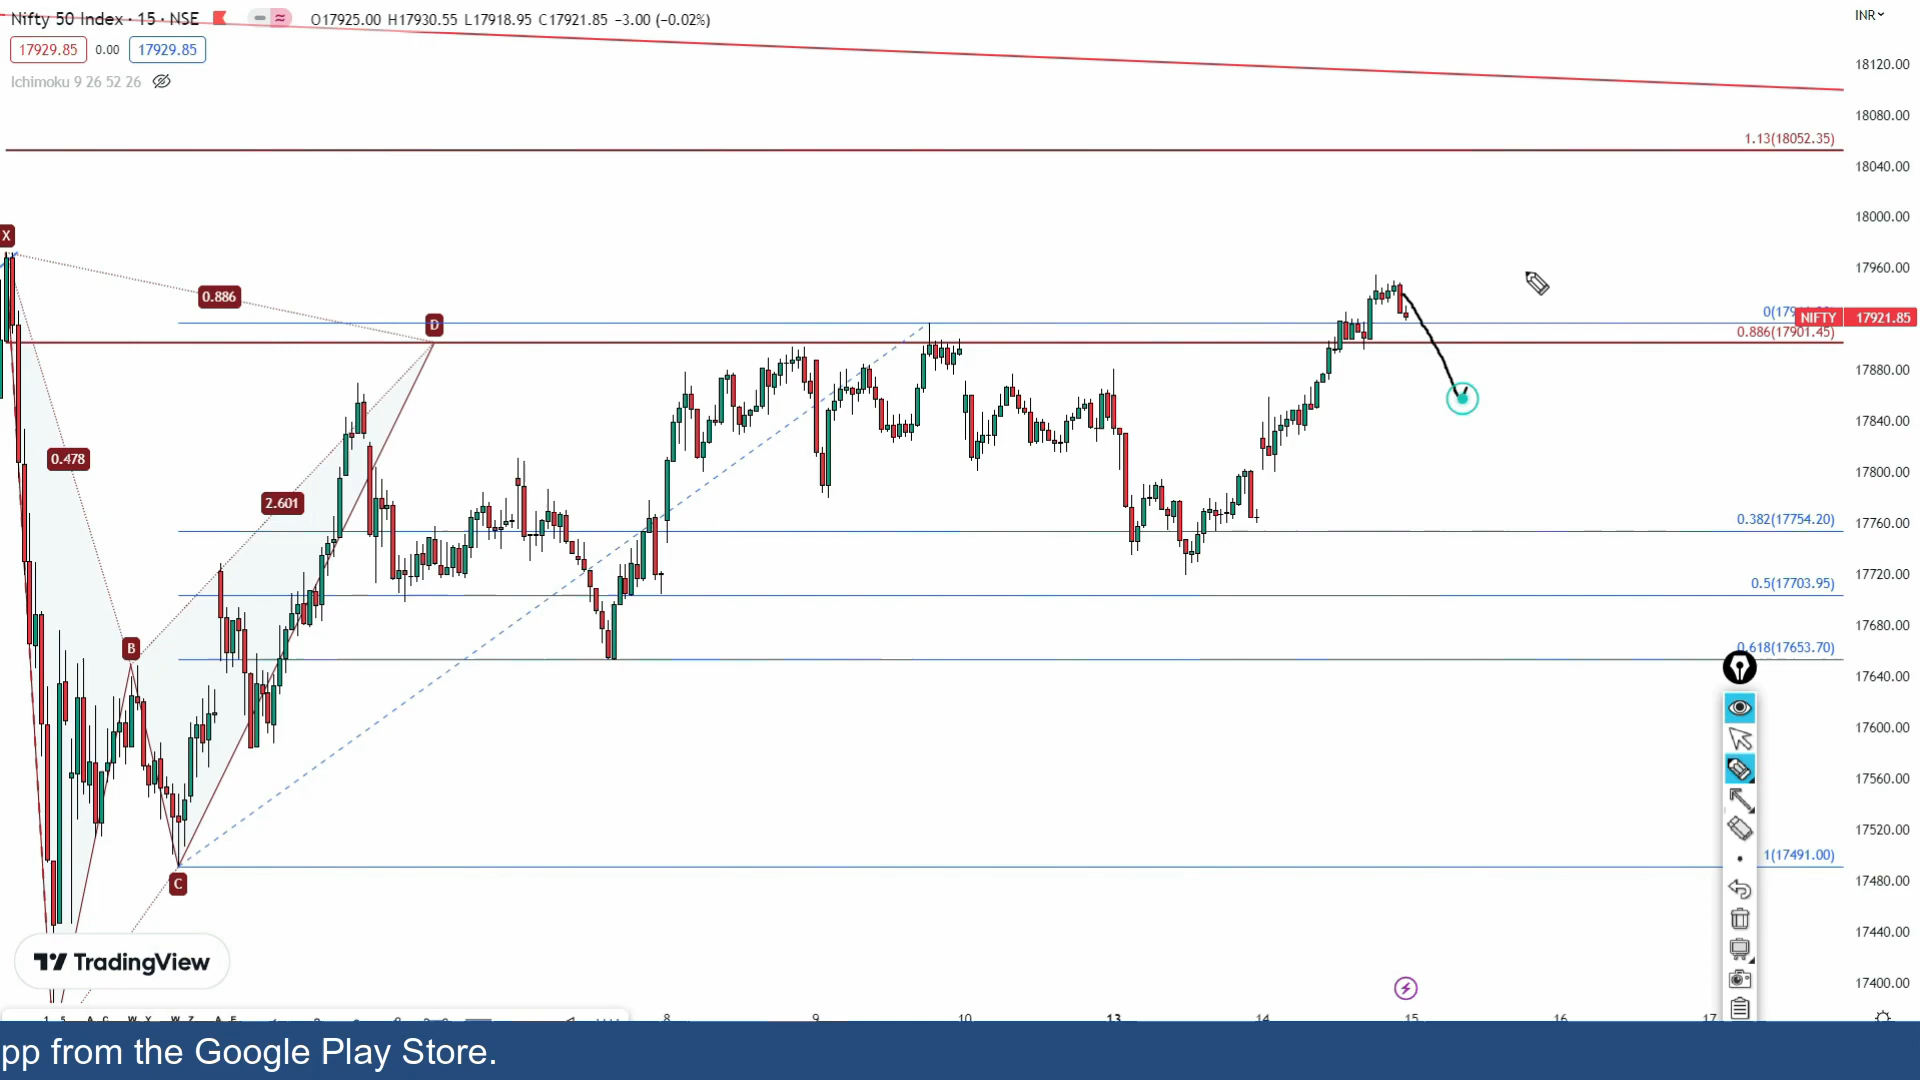 Nifty 50 Index · 15 · NSE
O17925.00 H17930.55 L17918.95 C17921.85 −3.00 (−0.02%)
INR
17929.85 0.00 17929.85
Ichimoku 9 26 52 26
18120.00
18080.00
1.13(18052.35)
18040.00
18000.00
X
17960.00
0.886
D
NIFTY 17921.85
0.886(17901.45)
17880.00
17840.00
0.478
17800.00
2.601
0.382(17754.20)
17760.00
17720.00
0.5(17703.95)
17680.00
B
0.618(17653.70)
17640.00
17600.00
17560.00
17520.00
1(17491.00)
C
17480.00
17440.00
TradingView
17400.00
8 9 10 13 14 15 16 17
pp from the Google Play Store.